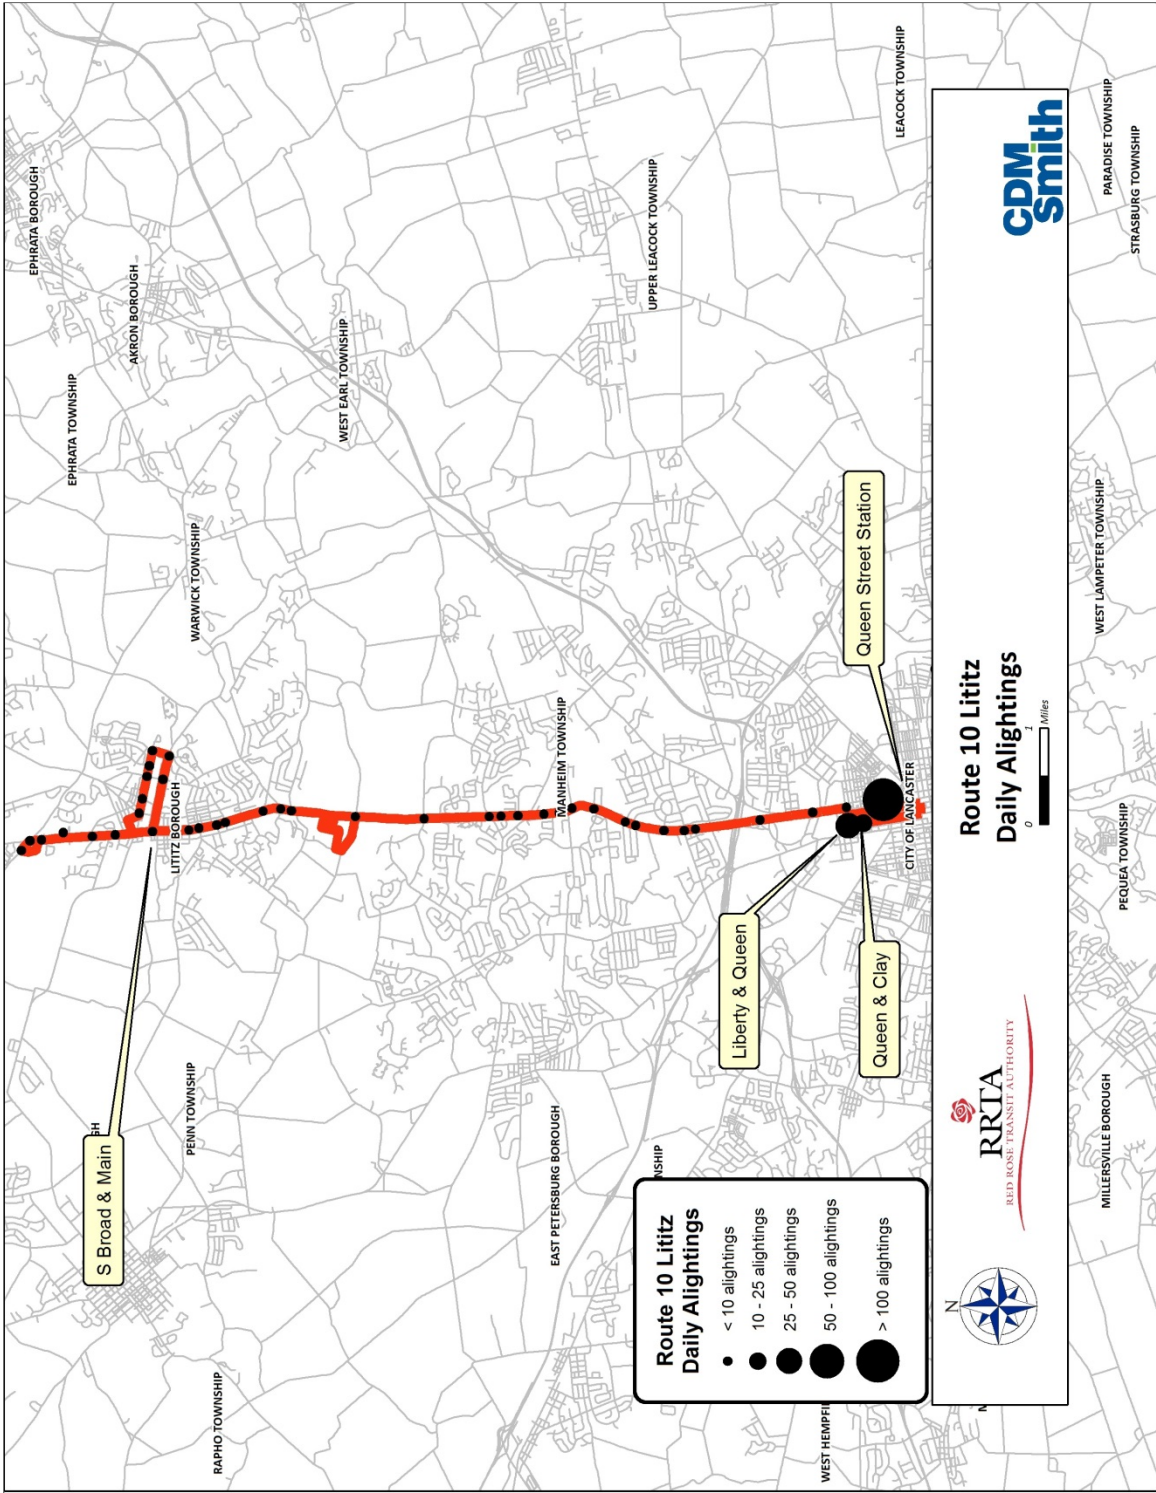 EPHRATA BOROUGH
AKRON BOROUGH
EPHRATA TOWNSHIP
WEST EARL TOWNSHIP
WARWICK TOWNSHIP
LEACOCK TOWNSHIP
UPPER LEACOCK TOWNSHIP
LITITZ BOROUGH
MANHEIM TOWNSHIP
S Broad & Main
GH
PENN TOWNSHIP
RAPHO TOWNSHIP
EAST PETERSBURG BOROUGH
NSHIP
WEST HEMPFI
Liberty & Queen
Queen & Clay
Queen Street Station
CITY OF LANCASTER
Route 10 Lititz
Daily Alightings
< 10 alightings
10 - 25 alightings
25 - 50 alightings
50 - 100 alightings
> 100 alightings
N
RRTA
RED ROSE TRANSIT AUTHORITY
Route 10 Lititz
Daily Alightings
0 1
Miles
CDM
Smith
MILLERSVILLE BOROUGH
PEQUEA TOWNSHIP
WEST LAMPETER TOWNSHIP
STRASBURG TOWNSHIP
PARADISE TOWNSHIP